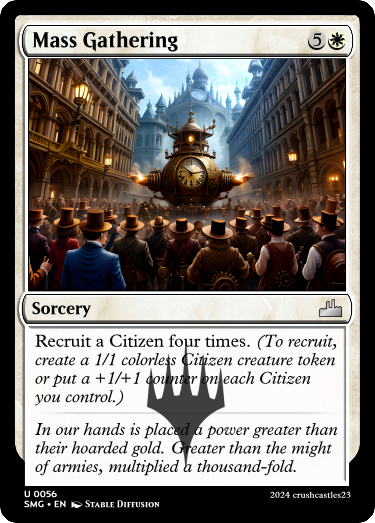 Mass Gathering 5
Sorcery
Recruit a Citizen four times. (To recruit,
create a 1/1 colorless Citizen creature token
or put a +1/+1 counter on each Citizen
you control.)
In our hands is placed a power greater than
their hoarded gold. Greater than the might
of armies, multiplied a thousand-fold.
U 0056
SMG • EN Stable Diffusion
2024 crushcastles23